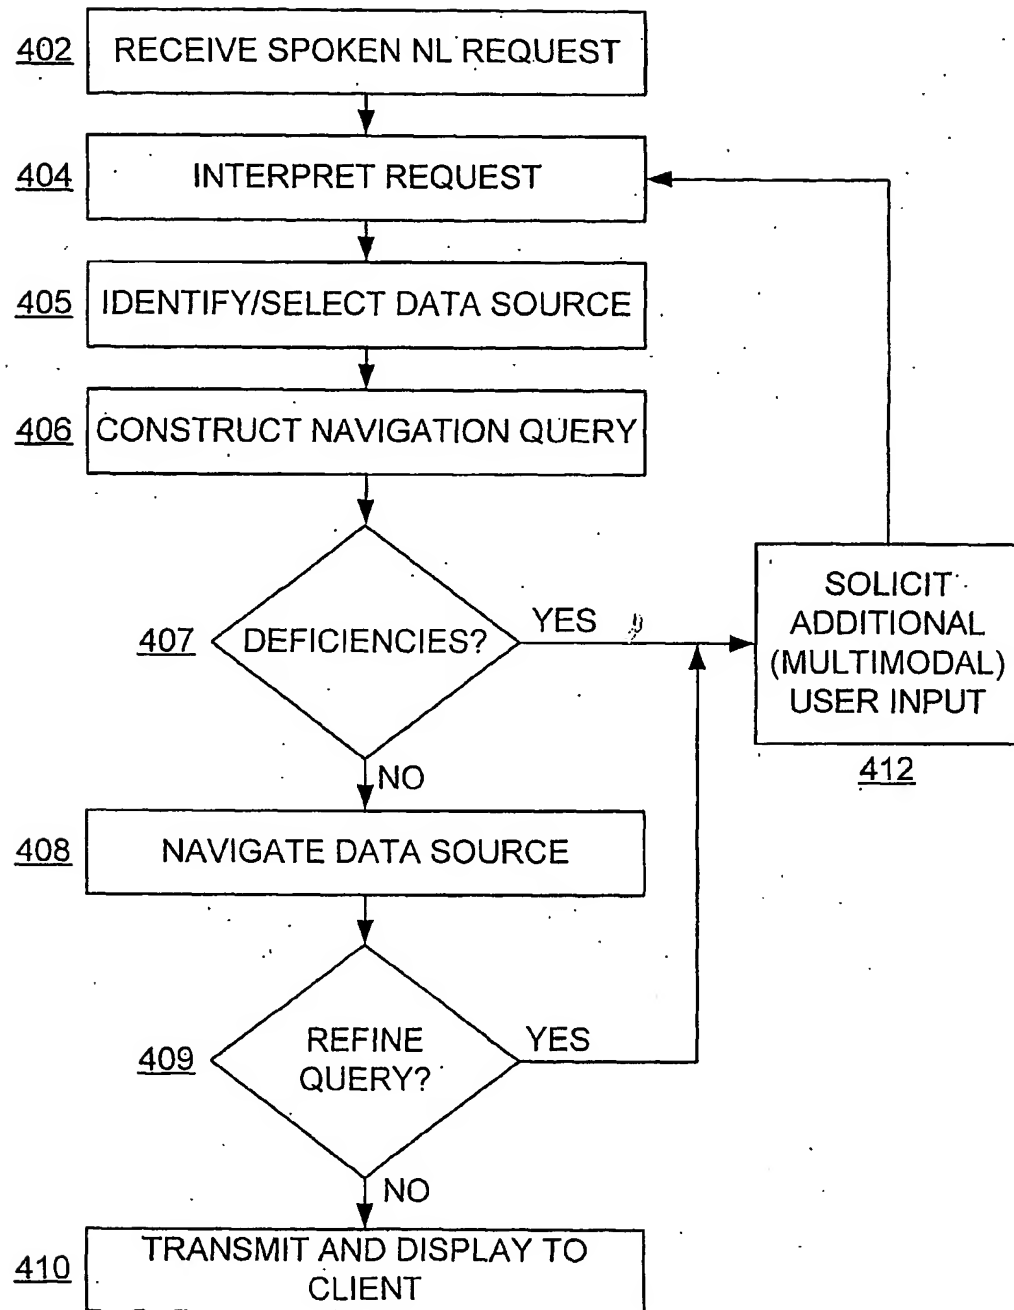 402 RECEIVE SPOKEN NL REQUEST
404 INTERPRET REQUEST
405 IDENTIFY/SELECT DATA SOURCE
406 CONSTRUCT NAVIGATION QUERY
407 DEFICIENCIES? YES
SOLICIT
ADDITIONAL
(MULTIMODAL)
USER INPUT
412
NO
408 NAVIGATE DATA SOURCE
409 REFINE
QUERY?
YES
NO
410 TRANSMIT AND DISPLAY TO
CLIENT